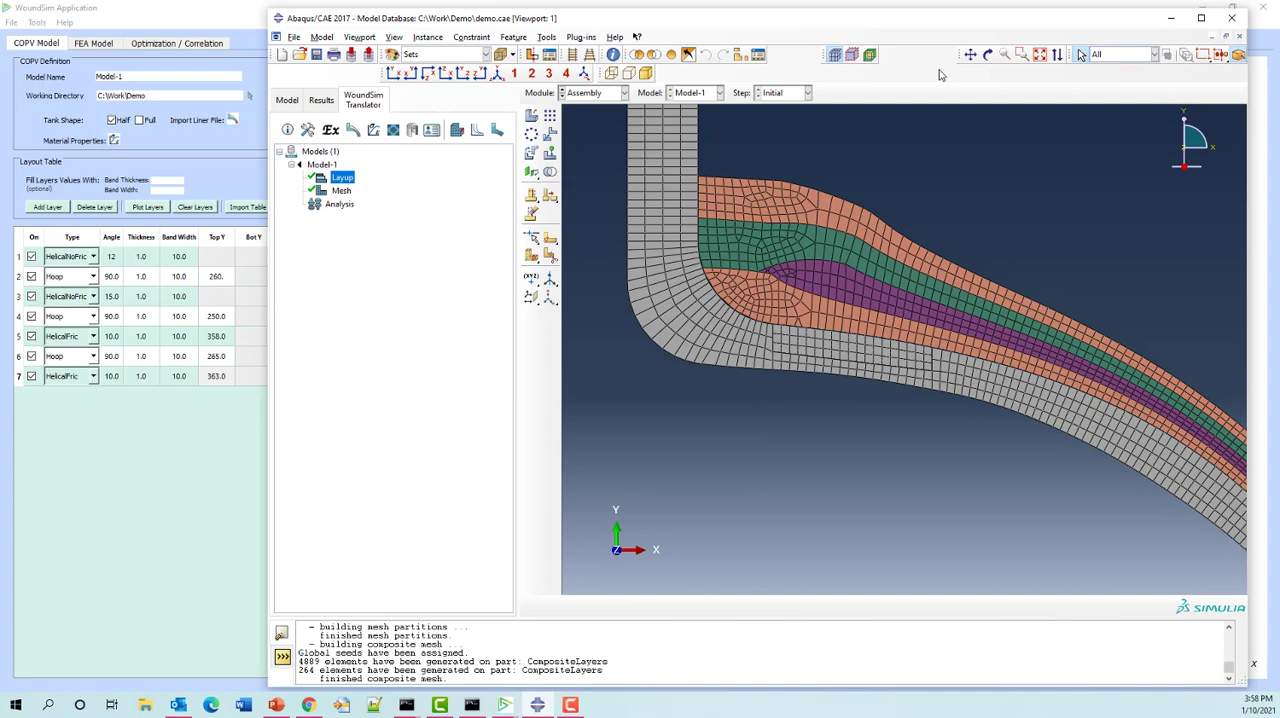 WoundSim Application
File Tools Help
COPV Model FEA Model Optimization / Correlation
COPV Definition
Model Name Model-1
Working Directory C:\Work\Demo
Tank Shape: Half Full Import Liner File:
Material Properties:
Layout Table
Fill Layers Values With: Band Thickness:
(optional) Band Width:
Add Layer Delete Layer Plot Layers Clear Layers Import Table
On Type Angle Thickness Band Width Top Y Bot Y
1 HelicalNoFric 12 1.0 10.0
2 Hoop 90.0 1.0 10.0 260.
3 HelicalNoFric 15.0 1.0 10.0
4 Hoop 90.0 1.0 10.0 250.0
5 HelicalFric 10.0 1.0 10.0 358.0
6 Hoop 90.0 1.0 10.0 265.0
7 HelicalFric 10.0 1.0 10.0 363.0
Abaqus/CAE 2017 - Model Database: C:\Work\Demo\demo.cae [Viewport: 1]
File Model Viewport View Instance Constraint Feature Tools Plug-ins Help
Sets All
1 2 3 4
Model Results WoundSim
Translator
Module: Assembly Model: Model-1 Step: Initial
Ex
Models (1)
Model-1
Layup
Mesh
Analysis
(XYZ)
Y
X
Z
Y
X
Z
SIMULIA
- building mesh partitions ...
finished mesh partitions.
- building composite mesh ...
Global seeds have been assigned.
4889 elements have been generated on part: CompositeLayers
264 elements have been generated on part: CompositeLayers
finished composite mesh.
>>>
x
3:58 PM
1/10/2021